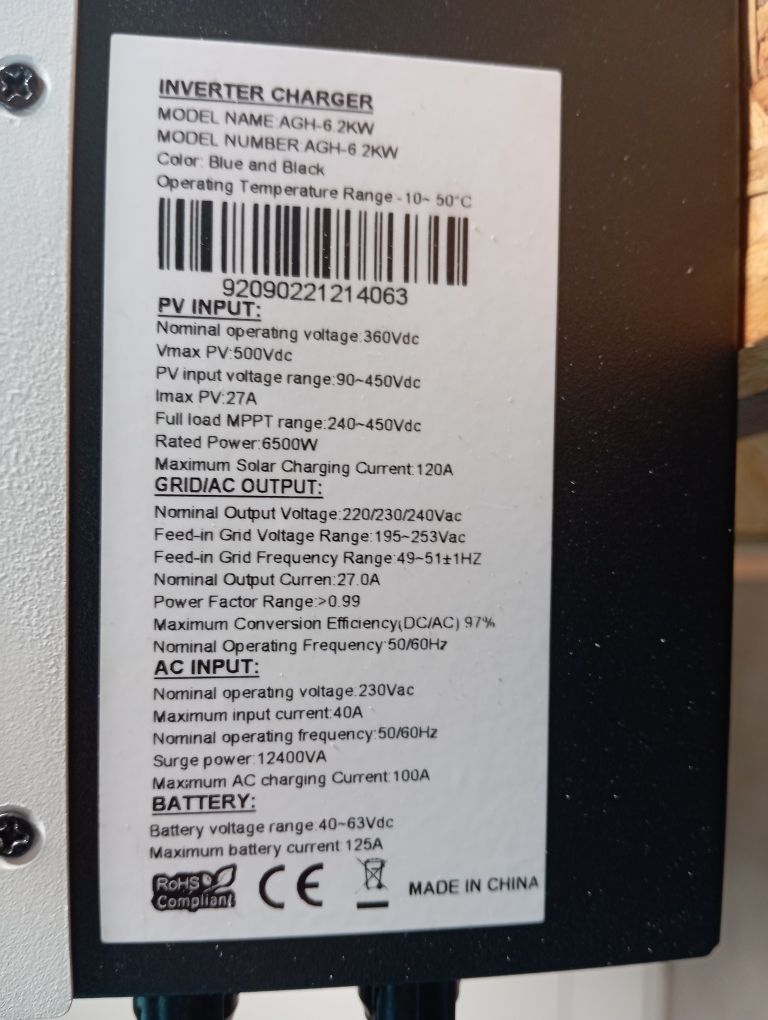 INVERTER CHARGER
MODEL NAME:AGH-6.2KW
MODEL NUMBER:AGH-6.2KW
Color: Blue and Black
Operating Temperature Range -10~ 50°C
92090221214063
PV INPUT:
Nominal operating voltage:360Vdc
Vmax PV:500Vdc
PV input voltage range:90~450Vdc
Imax PV:27A
Full load MPPT range:240~450Vdc
Rated Power:6500W
Maximum Solar Charging Current:120A
GRID/AC OUTPUT:
Nominal Output Voltage:220/230/240Vac
Feed-in Grid Voltage Range:195~253Vac
Feed-in Grid Frequency Range:49~51±1HZ
Nominal Output Curren:27.0A
Power Factor Range:>0.99
Maximum Conversion Efficiency(DC/AC) 97%
Nominal Operating Frequency:50/60Hz
AC INPUT:
Nominal operating voltage:230Vac
Maximum input current:40A
Nominal operating frequency:50/60Hz
Surge power:12400VA
Maximum AC charging Current:100A
BATTERY:
Battery voltage range:40~63Vdc
Maximum battery current:125A
RoHS
Compliant
CE
MADE IN CHINA